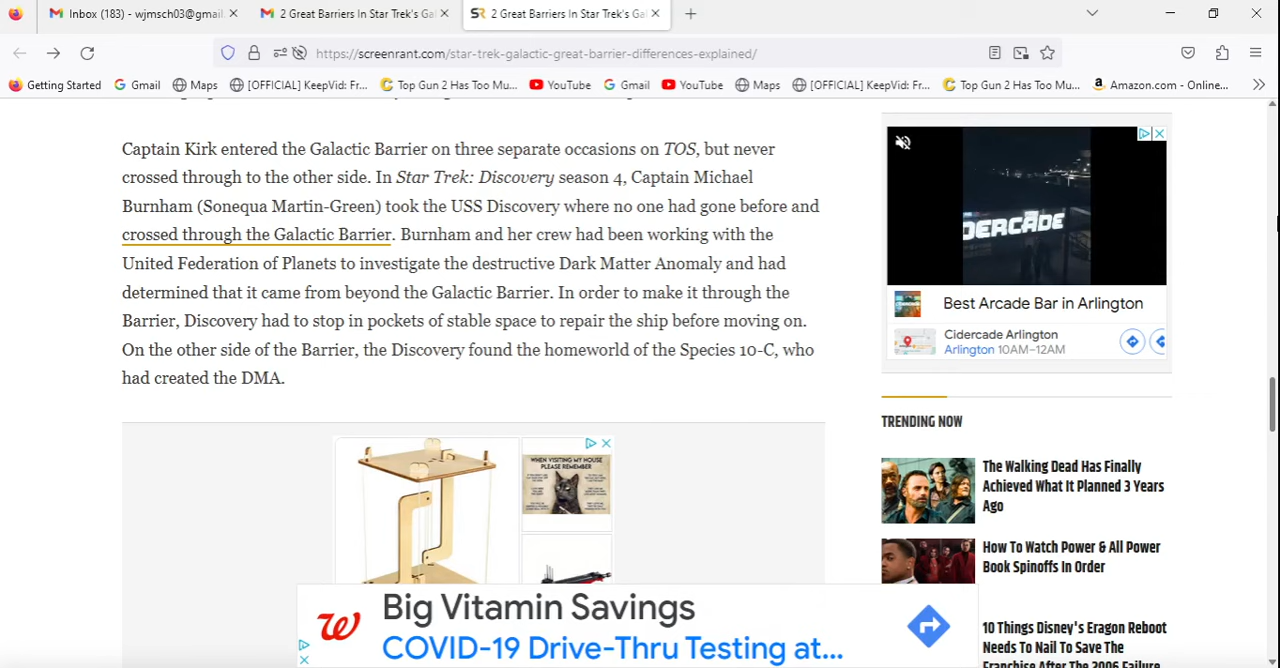 Inbox (183) - wjmsch03@gmail.
2 Great Barriers In Star Trek's Ga
2 Great Barriers In Star Trek's Ga
https://screenrant.com/star-trek-galactic-great-barrier-differences-explained/
Getting Started
Gmail
Maps
[OFFICIAL] KeepVid: Fr...
Top Gun 2 Has Too Mu...
YouTube
Gmail
YouTube
Maps
[OFFICIAL] KeepVid: Fr...
Top Gun 2 Has Too Mu...
Amazon.com - Online...
Captain Kirk entered the Galactic Barrier on three separate occasions on TOS, but never
crossed through to the other side. In Star Trek: Discovery season 4, Captain Michael
Burnham (Sonequa Martin-Green) took the USS Discovery where no one had gone before and
crossed through the Galactic Barrier. Burnham and her crew had been working with the
United Federation of Planets to investigate the destructive Dark Matter Anomaly and had
determined that it came from beyond the Galactic Barrier. In order to make it through the
Barrier, Discovery had to stop in pockets of stable space to repair the ship before moving on.
On the other side of the Barrier, the Discovery found the homeworld of the Species 10-C, who
had created the DMA.
DERCADE
Best Arcade Bar in Arlington
Cidercade Arlington
Arlington 10AM–12AM
TRENDING NOW
The Walking Dead Has Finally
Achieved What It Planned 3 Years
Ago
How To Watch Power & All Power
Book Spinoffs In Order
10 Things Disney's Eragon Reboot
Needs To Nail To Save The
Franchise After The 2006 Failure
WHEN VISITING MY HOUSE
PLEASE REMEMBER
Big Vitamin Savings
COVID-19 Drive-Thru Testing at...